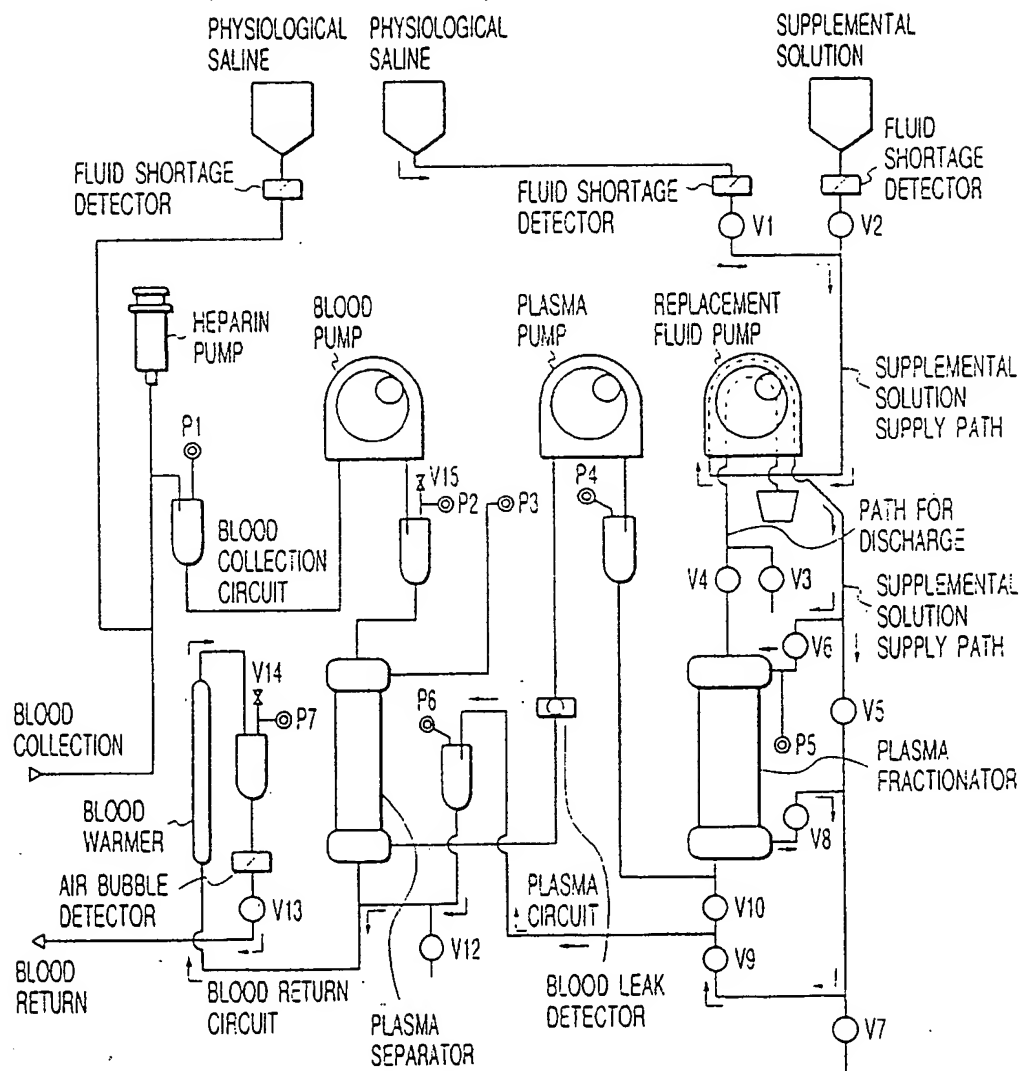 PHYSIOLOGICAL
SALINE
PHYSIOLOGICAL
SALINE
SUPPLEMENTAL
SOLUTION
FLUID SHORTAGE
DETECTOR
FLUID SHORTAGE
DETECTOR
FLUID
SHORTAGE
DETECTOR
V1
V2
HEPARIN
PUMP
BLOOD
PUMP
PLASMA
PUMP
REPLACEMENT
FLUID PUMP
SUPPLEMENTAL
SOLUTION
SUPPLY PATH
P1
V15
P2
P3
P4
BLOOD
COLLECTION
CIRCUIT
PATH FOR
DISCHARGE
V4
V3
SUPPLEMENTAL
SOLUTION
SUPPLY PATH
V6
V14
P7
P6
V5
P5
BLOOD
COLLECTION
PLASMA
FRACTIONATOR
BLOOD
WARMER
V8
AIR BUBBLE
DETECTOR
V13
PLASMA
CIRCUIT
V10
V12
V9
BLOOD
RETURN
BLOOD RETURN
CIRCUIT
PLASMA
SEPARATOR
BLOOD LEAK
DETECTOR
V7